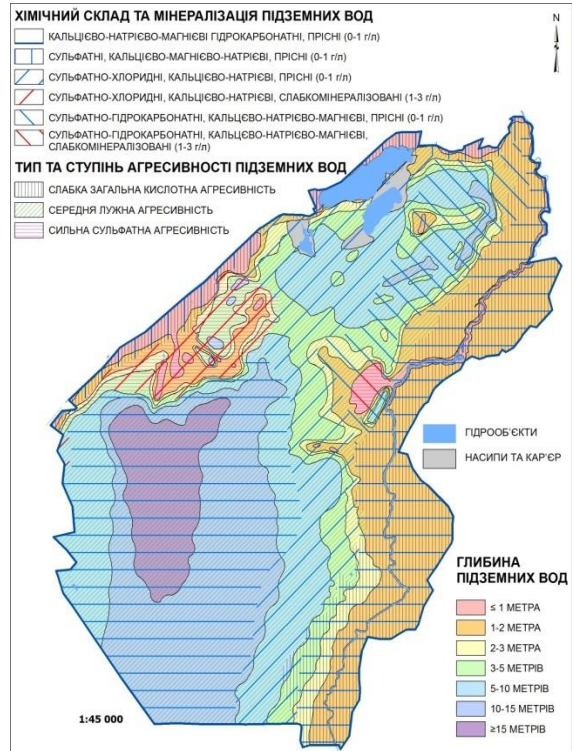 ХІМІЧНИЙ СКЛАД ТА МІНЕРАЛІЗАЦІЯ ПІДЗЕМНИХ ВОД
КАЛЬЦІЄВО-НАТРІЄВО-МАГНІЄВІ ГІДРОКАРБОНАТНІ, ПРІСНІ (0-1 г/л)
СУЛЬФАТНІ, КАЛЬЦІЄВО-МАГНІЄВО-НАТРІЄВІ, ПРІСНІ (0-1 г/л)
СУЛЬФАТНО-ХЛОРИДНІ, КАЛЬЦІЄВО-НАТРІЄВІ, ПРІСНІ (0-1 г/л)
СУЛЬФАТНО-ХЛОРИДНІ, КАЛЬЦІЄВО-НАТРІЄВІ, СЛАБКОМІНЕРАЛІЗОВАНІ (1-3 г/л)
СУЛЬФАТНО-ГІДРОКАРБОНАТНІ, КАЛЬЦЄВО-НАТРІЄВО-МАГНІЄВІ, ПРІСНІ (0-1 г/л)
СУЛЬФАТНО-ГІДРОКАРБОНАТНІ, КАЛЬЦЄВО-НАТРІЄВО-МАГНІЄВІ,
СЛАБКОМІНЕРАЛІЗОВАНІ (1-3 г/л)
ТИП ТА СТУПІНЬ АГРЕСИВНОСТІ ПІДЗЕМНИХ ВОД
СЛАБКА ЗАГАЛЬНА КИСЛОТНА АГРЕСИВНІСТЬ
СЕРЕДНЯ ЛУЖНА АГРЕСИВНІСТЬ
СИЛЬНА СУЛЬФАТНА АГРЕСИВНІСТЬ
N
ГІДРООБ'ЄКТИ
НАСИПИ ТА КАР'ЄР
ГЛИБИНА
ПІДЗЕМНИХ ВОД
≤ 1 МЕТРА
1-2 МЕТРА
2-3 МЕТРА
3-5 МЕТРІВ
5-10 МЕТРІВ
10-15 МЕТРІВ
≥15 МЕТРІВ
1:45 000